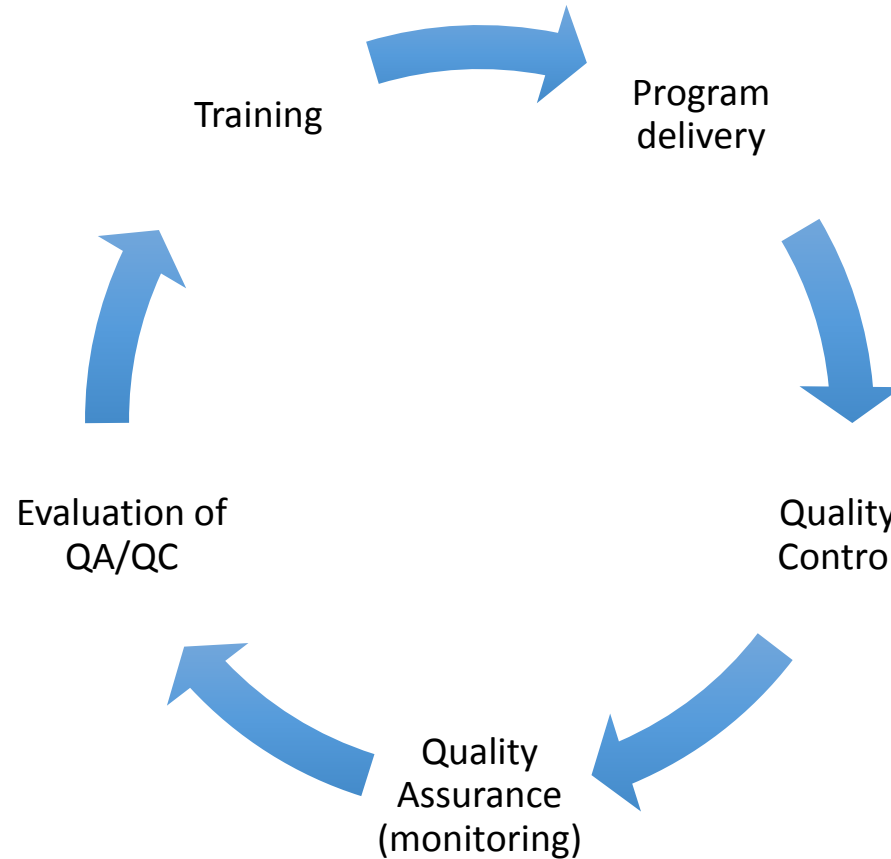 Training
Program
delivery
Quality
Contro
Quality
Assurance
(monitoring)
Evaluation of
QA/QC